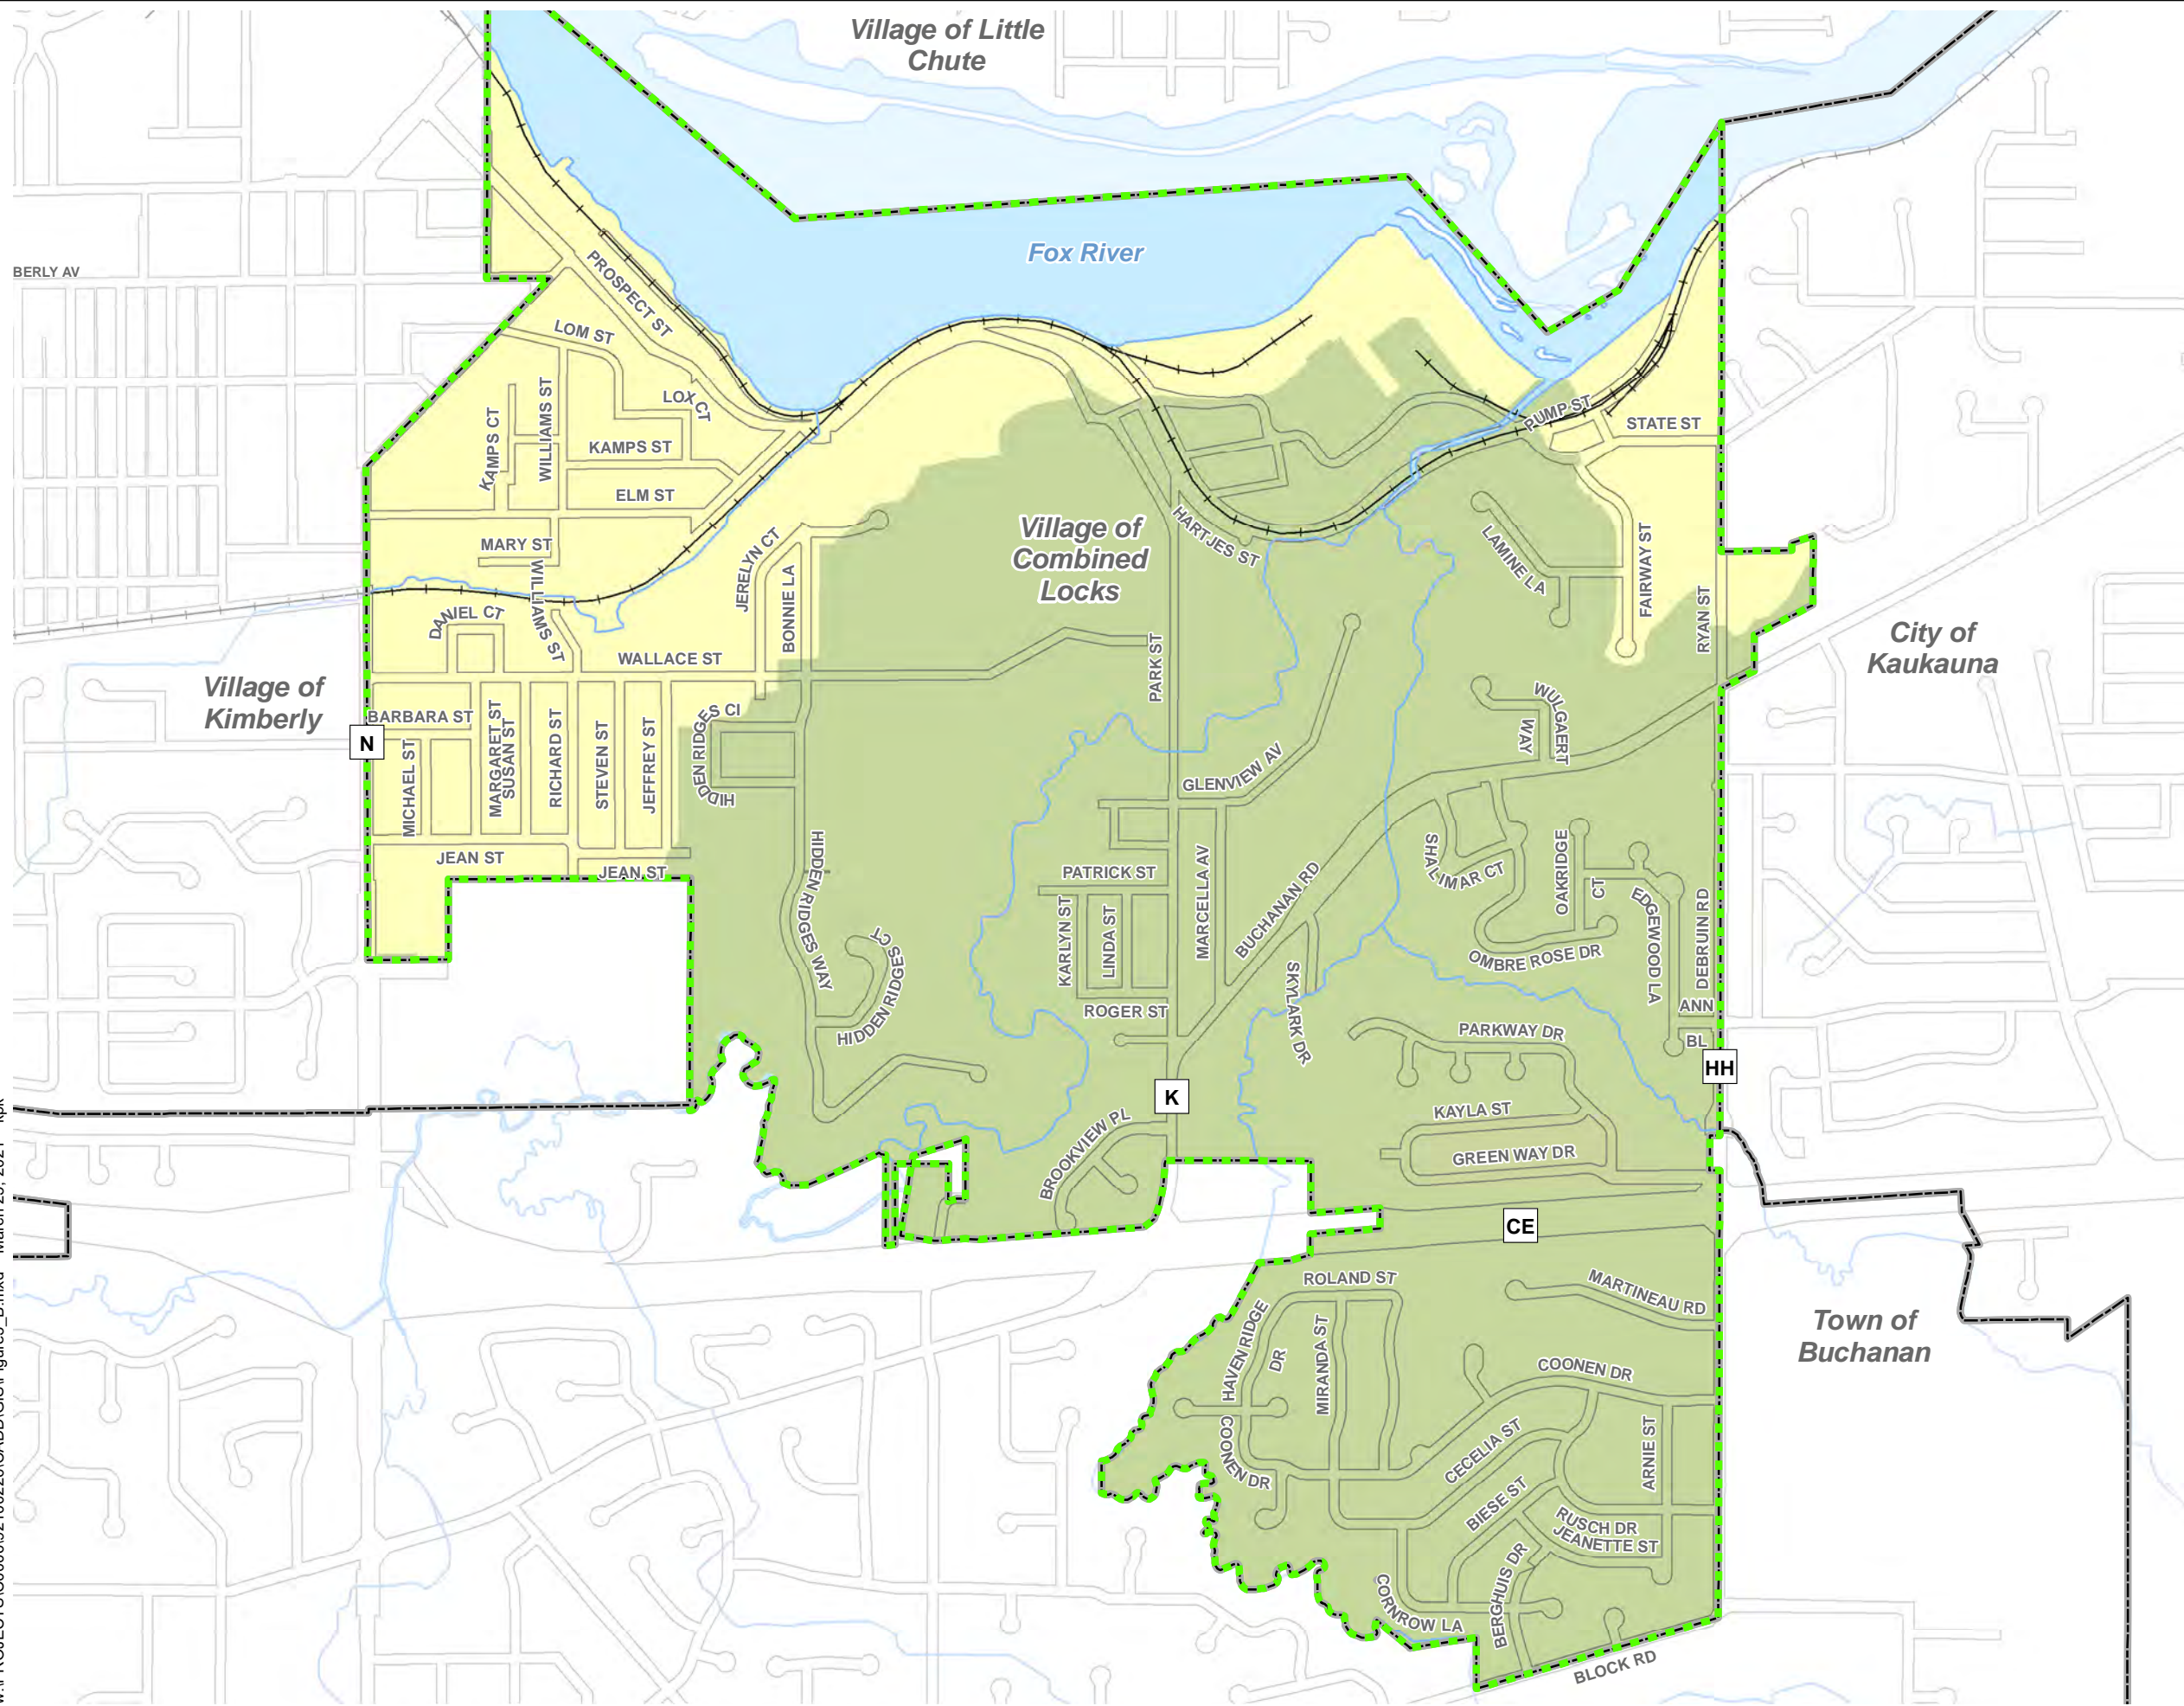 Village of Little
Chute
Fox River
BERLY AV
PROSPECT ST
LOM ST
LOX CT
KAMPS CT
WILLIAMS ST
KAMPS ST
ELM ST
PUMP ST
STATE ST
Village of
Combined
Locks
HARTJES ST
LAMINE LA
FAIRWAY ST
MARY ST
WILLIAMS ST
JERELYN CT
BONNIE LA
DANIEL CT
WALLACE ST
PARK ST
RYAN ST
City of
Kaukauna
Village of
Kimberly
N
BARBARA ST
MICHAEL ST
MARGARET ST
SUSAN ST
RICHARD ST
STEVEN ST
JEFFREY ST
HIDDEN RIDGES CI
WULGAERT
WAY
GLENVIEW AV
JEAN ST
JEAN ST
HIDDEN RIDGES WAY
HIDDEN RIDGES CT
PATRICK ST
KARLYN ST
LINDA ST
MARCELLA AV
BUCHANAN RD
SHALIMAR CT
OAKRIDGE
CT
EDGEWOOD LA
DEBRUIN RD
OMBRE ROSE DR
SKYLARK DR
ROGER ST
ANN
BL
PARKWAY DR
HH
K
KAYLA ST
GREEN WAY DR
BROOKVIEW PL
CE
ROLAND ST
MARTINEAU RD
HAVEN RIDGE
DR
MIRANDA ST
Town of
Buchanan
COONEN DR
COONEN DR
CECELIA ST
ARNIE ST
BIESE ST
RUSCH DR
JEANETTE ST
BERGHUIS DR
CORNROW LA
BLOCK RD